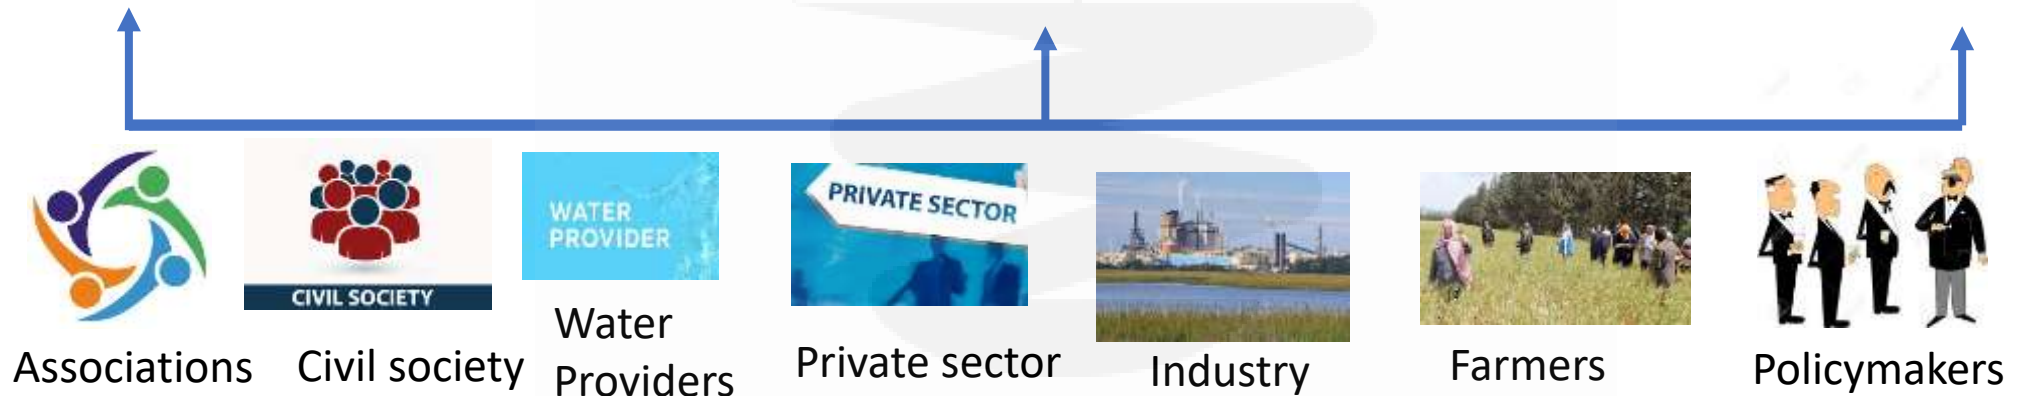 CIVIL SOCIETY
WATER
PROVIDER
PRIVATE SECTOR
Associations
Civil society
Water
Providers
Private sector
Industry
Farmers
Policymakers